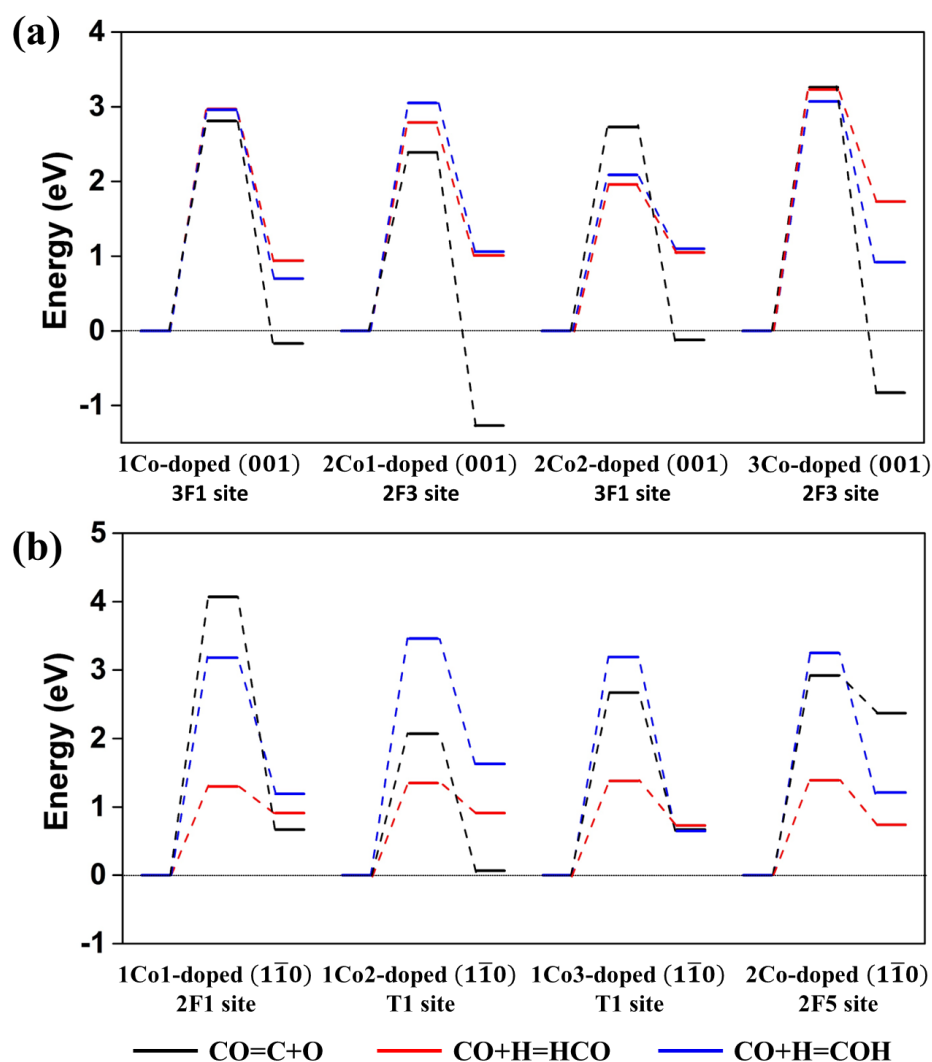 (a)
4
3
2
1
0
-1
Energy (eV)
1Co-doped (001) 2Co1-doped (001) 2Co2-doped (001) 3Co-doped (001)
3F1 site 2F3 site 3F1 site 2F3 site
(b)
5
4
3
2
1
0
-1
Energy (eV)
1Co1-doped (11̅0) 1Co2-doped (11̅0) 1Co3-doped (11̅0) 2Co-doped (11̅0)
2F1 site T1 site T1 site 2F5 site
CO=C+O CO+H=HCO CO+H=COH